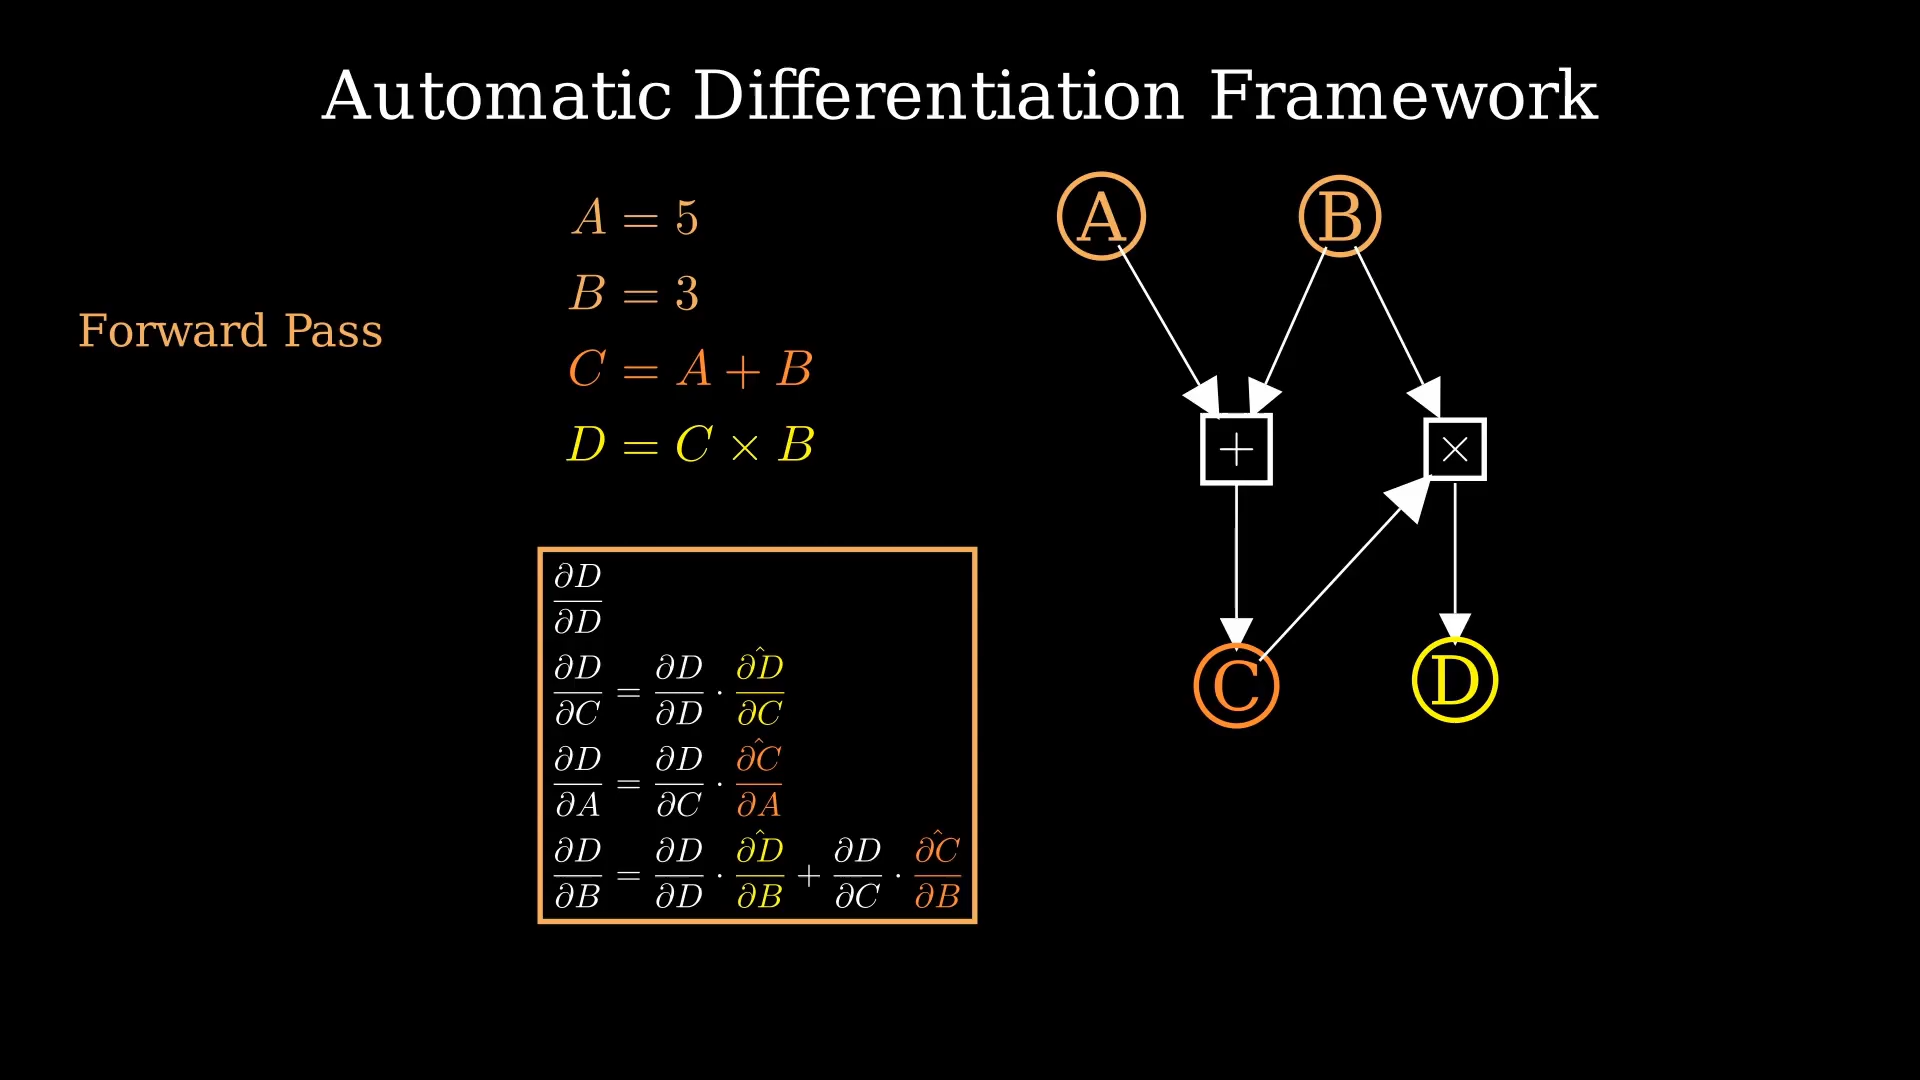 Automatic Differentiation Framework
A = 5
B = 3
Forward Pass
C = A + B
D = C × B
A
B
+
×
C
D
∂D/∂D
∂D/∂C = ∂D/∂D · ∂̂D/∂C
∂D/∂A = ∂D/∂C · ∂̂C/∂A
∂D/∂B = ∂D/∂D · ∂̂D/∂B + ∂D/∂C · ∂̂C/∂B